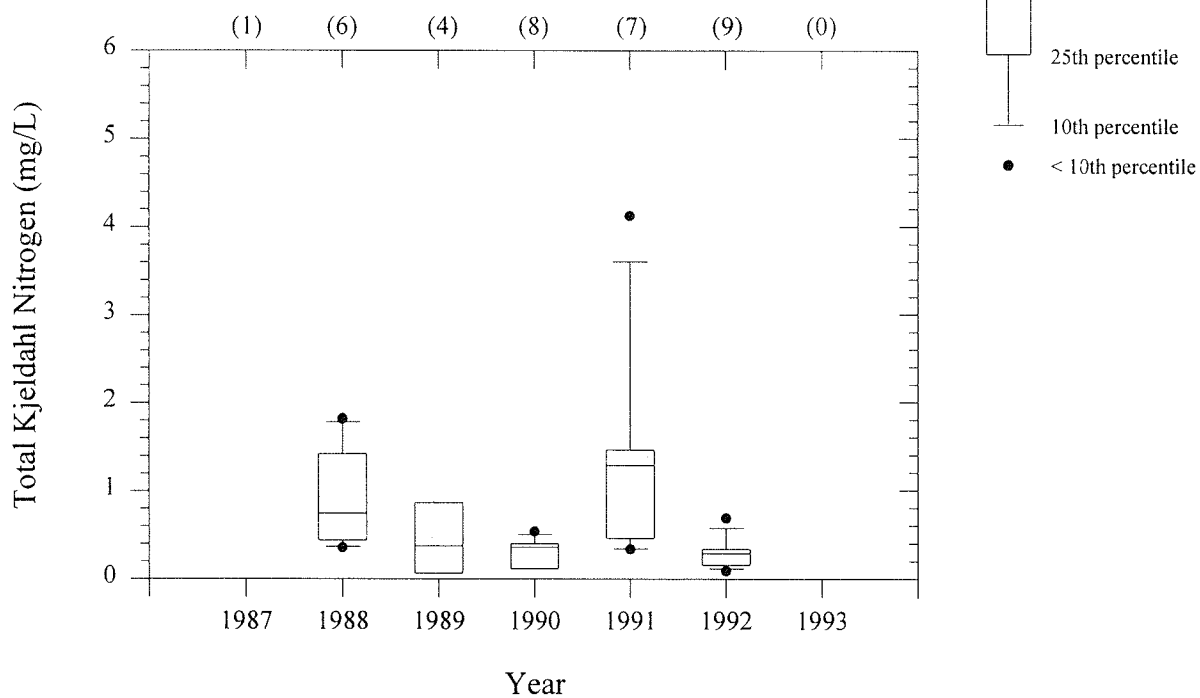 (1) (6) (4) (8) (7) (9) (0)
6
5
4
3
2
1
0
Total Kjeldahl Nitrogen (mg/L)
1987 1988 1989 1990 1991 1992 1993
Year
25th percentile
10th percentile
< 10th percentile